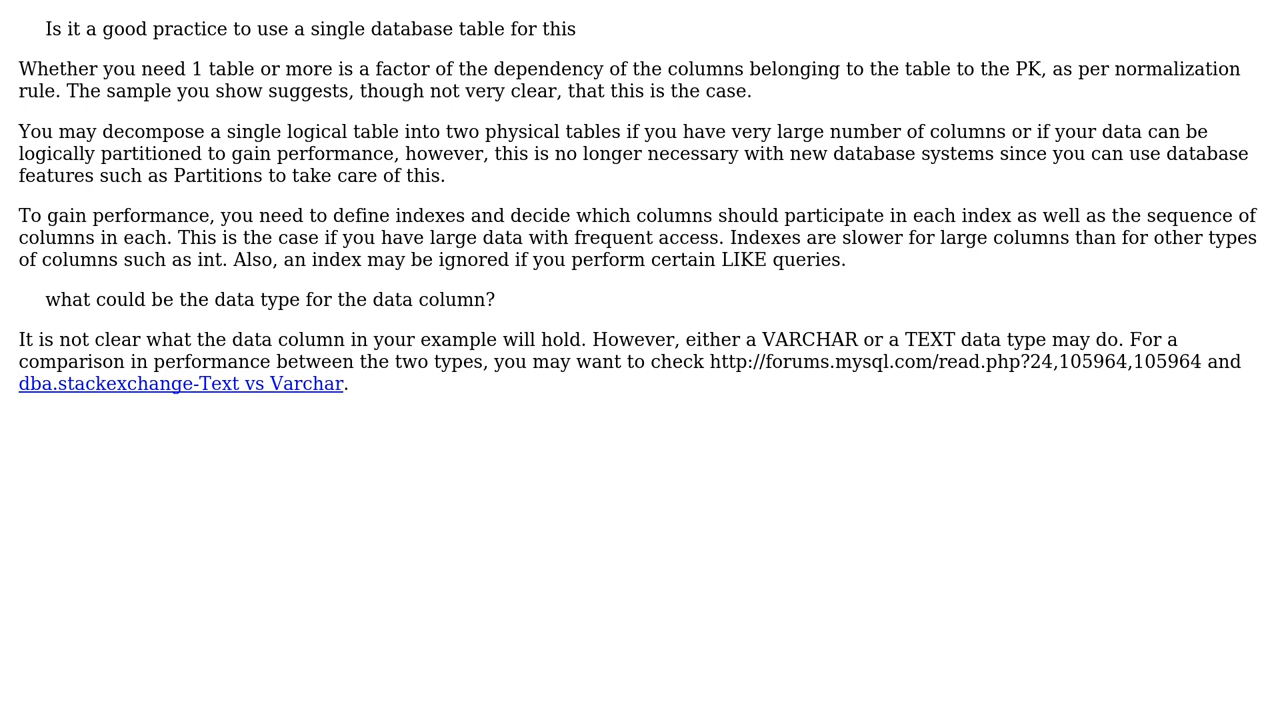 Is it a good practice to use a single database table for this
Whether you need 1 table or more is a factor of the dependency of the columns belonging to the table to the PK, as per normalization
rule. The sample you show suggests, though not very clear, that this is the case.
You may decompose a single logical table into two physical tables if you have very large number of columns or if your data can be
logically partitioned to gain performance, however, this is no longer necessary with new database systems since you can use database
features such as Partitions to take care of this.
To gain performance, you need to define indexes and decide which columns should participate in each index as well as the sequence of
columns in each. This is the case if you have large data with frequent access. Indexes are slower for large columns than for other types
of columns such as int. Also, an index may be ignored if you perform certain LIKE queries.
what could be the data type for the data column?
It is not clear what the data column in your example will hold. However, either a VARCHAR or a TEXT data type may do. For a
comparison in performance between the two types, you may want to check http://forums.mysql.com/read.php?24,105964,105964 and
dba.stackexchange-Text vs Varchar.